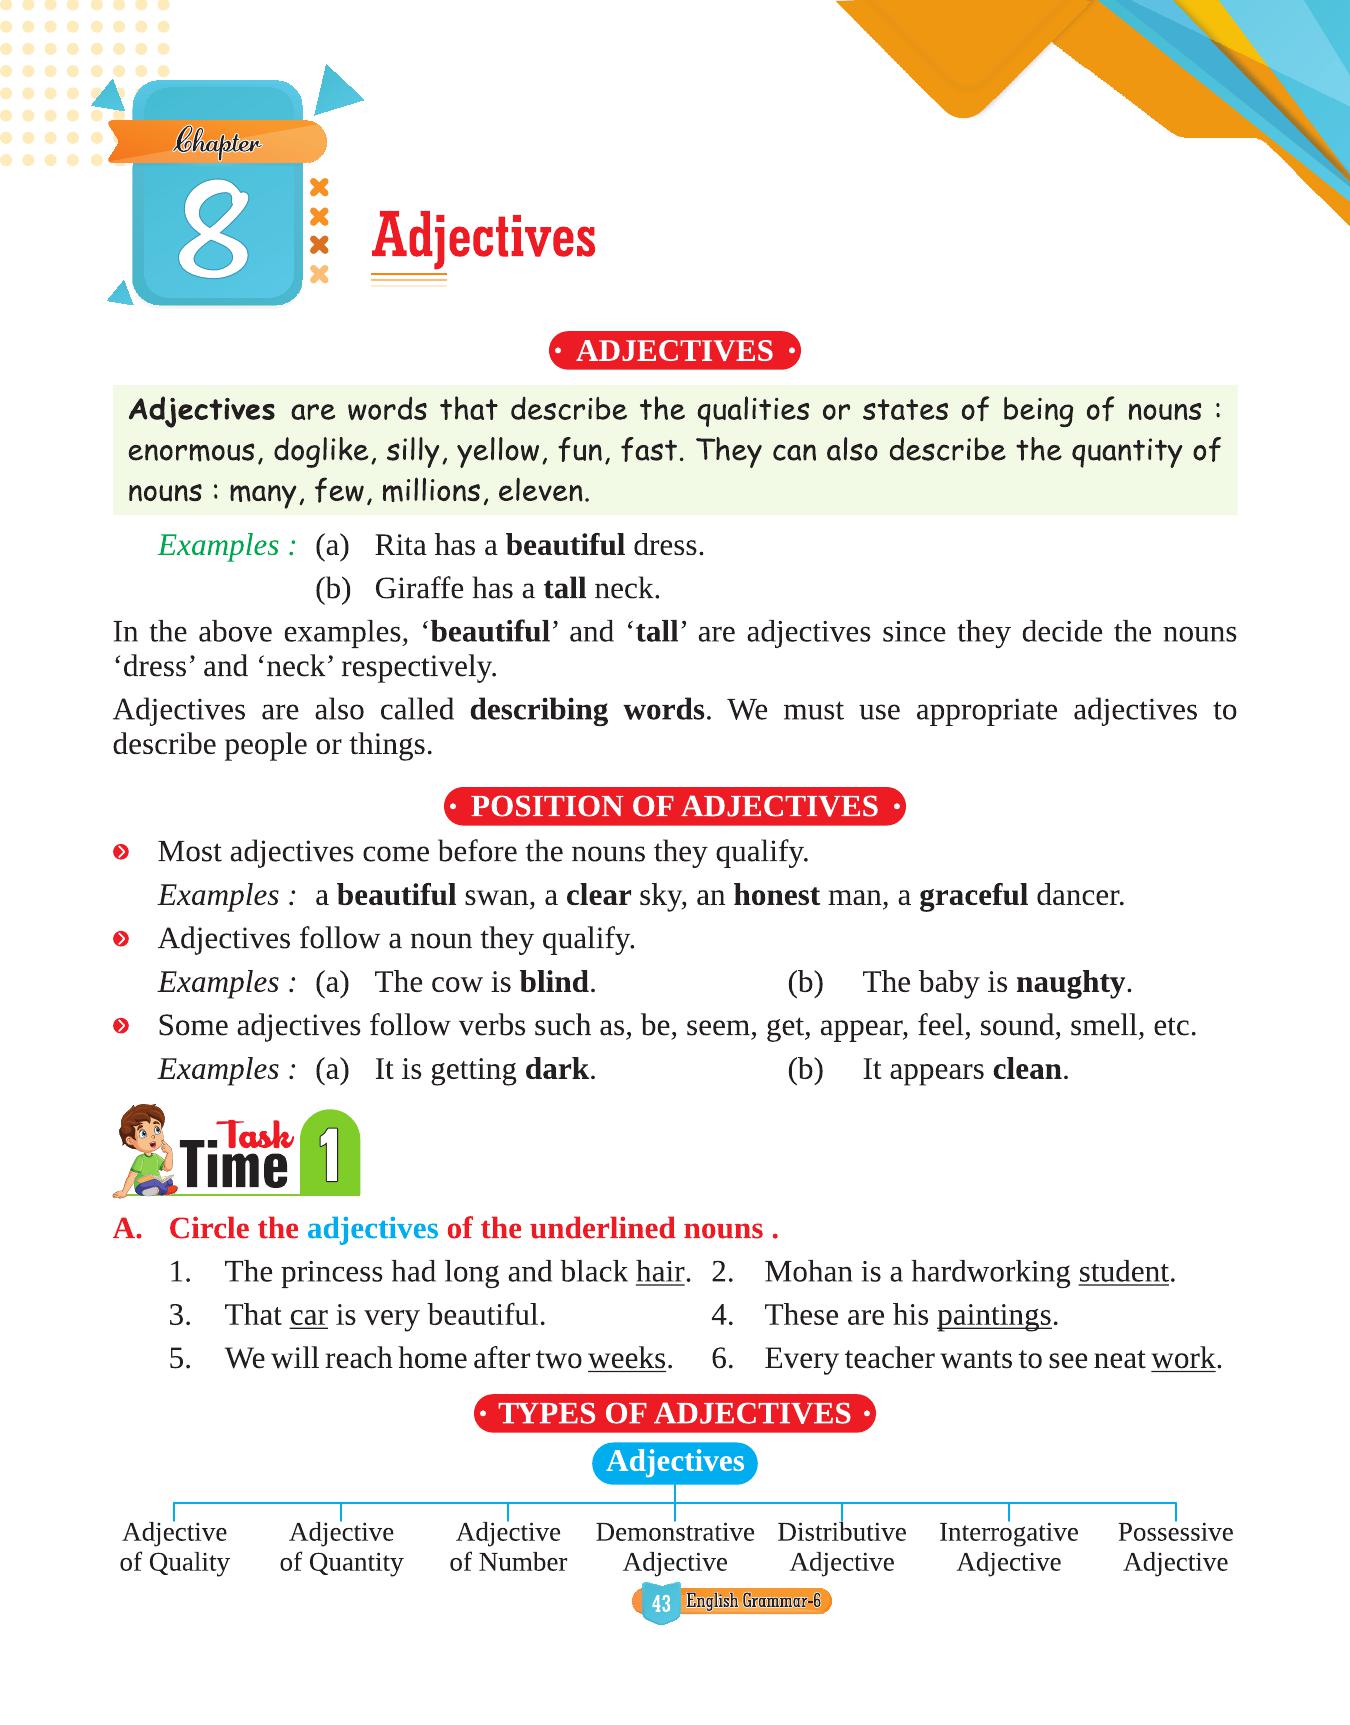 Chapter
8
Adjectives
ADJECTIVES
Adjectives are words that describe the qualities or states of being of nouns :
enormous, doglike, silly, yellow, fun, fast. They can also describe the quantity of
nouns : many, few, millions, eleven.
Examples : (a) Rita has a beautiful dress.
(b) Giraffe has a tall neck.
In the above examples, ‘beautiful’ and ‘tall’ are adjectives since they decide the nouns
‘dress’ and ‘neck’ respectively.
Adjectives are also called describing words. We must use appropriate adjectives to
describe people or things.
POSITION OF ADJECTIVES
Most adjectives come before the nouns they qualify.
Examples : a beautiful swan, a clear sky, an honest man, a graceful dancer.
Adjectives follow a noun they qualify.
Examples : (a) The cow is blind. (b) The baby is naughty.
Some adjectives follow verbs such as, be, seem, get, appear, feel, sound, smell, etc.
Examples : (a) It is getting dark. (b) It appears clean.
Task
Time 1
A. Circle the adjectives of the underlined nouns .
1. The princess had long and black hair. 2. Mohan is a hardworking student.
3. That car is very beautiful. 4. These are his paintings.
5. We will reach home after two weeks. 6. Every teacher wants to see neat work.
TYPES OF ADJECTIVES
Adjectives
Adjective Adjective Adjective Demonstrative Distributive Interrogative Possessive
of Quality of Quantity of Number Adjective Adjective Adjective Adjective
43 English Grammar-6